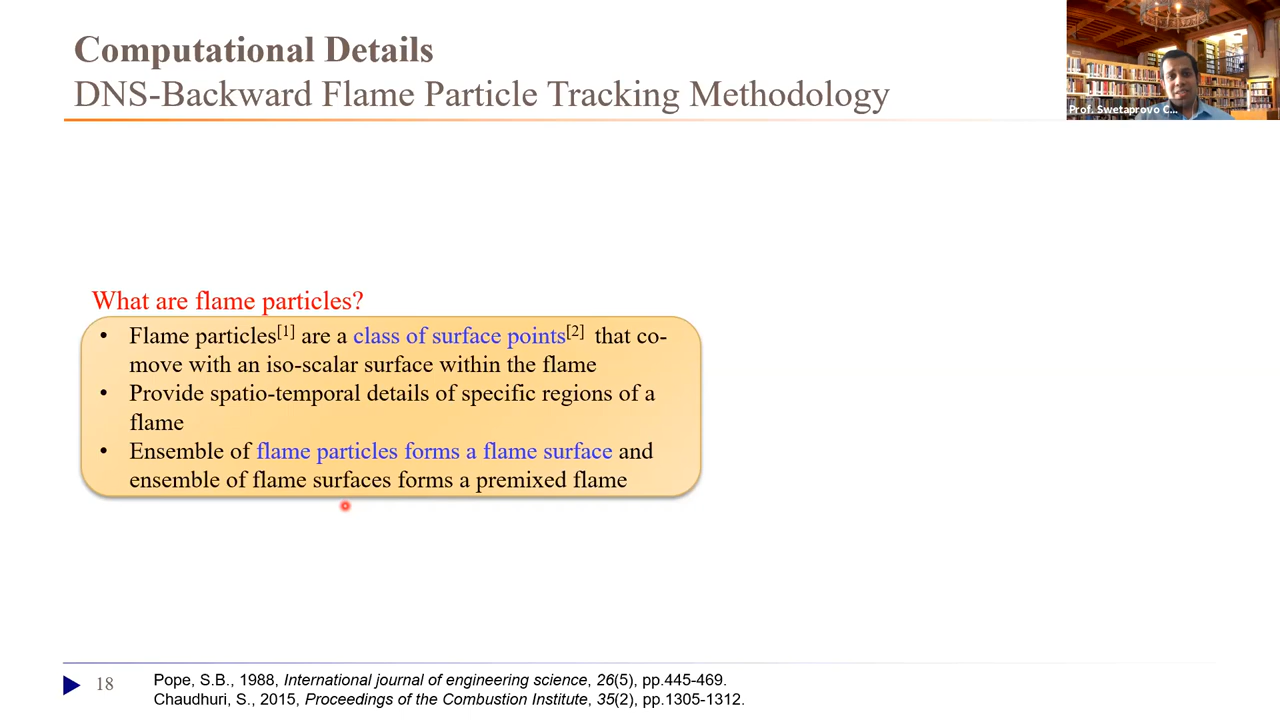 Computational Details
DNS-Backward Flame Particle Tracking Methodology
Prof. Swetaprovo C...
What are flame particles?
• Flame particles[1] are a class of surface points[2] that co-
move with an iso-scalar surface within the flame
• Provide spatio-temporal details of specific regions of a
flame
• Ensemble of flame particles forms a flame surface and
ensemble of flame surfaces forms a premixed flame
18
Pope, S.B., 1988, International journal of engineering science, 26(5), pp.445-469.
Chaudhuri, S., 2015, Proceedings of the Combustion Institute, 35(2), pp.1305-1312.